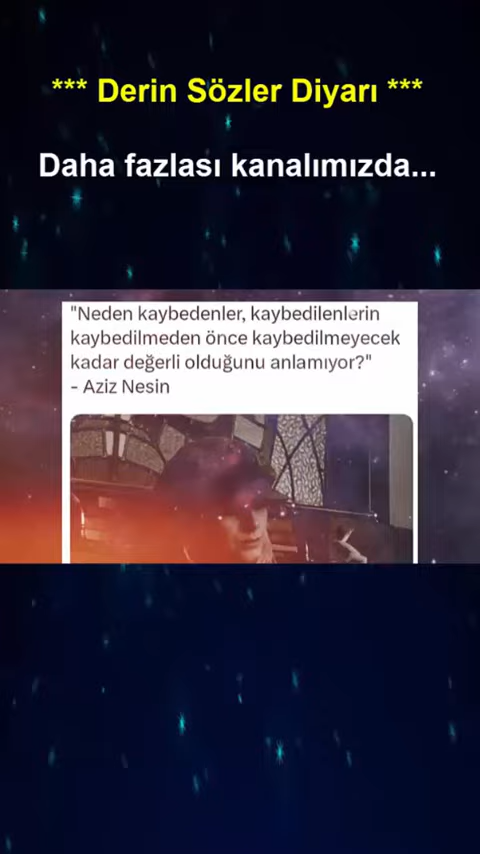 *** Derin Sözler Diyarı ***
Daha fazlası kanalımızda...
"Neden kaybedenler, kaybedilenlerin
kaybedilmeden önce kaybedilmeyecek
kadar değerli olduğunu anlamıyor?"
- Aziz Nesin